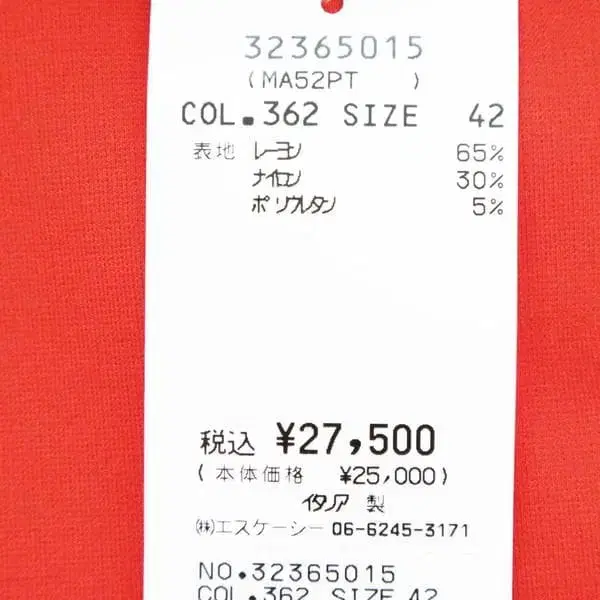 32365015
(MA52PT )
COL.362 SIZE 42
表地 レーヨン 65%
ナイロン 30%
ポリウレタン 5%
税込 ¥27,500
(本体価格 ¥25,000)
イタリア 製
㈱エスケーシー 06-6245-3171
NO.32365015
COL.362 SIZE 42